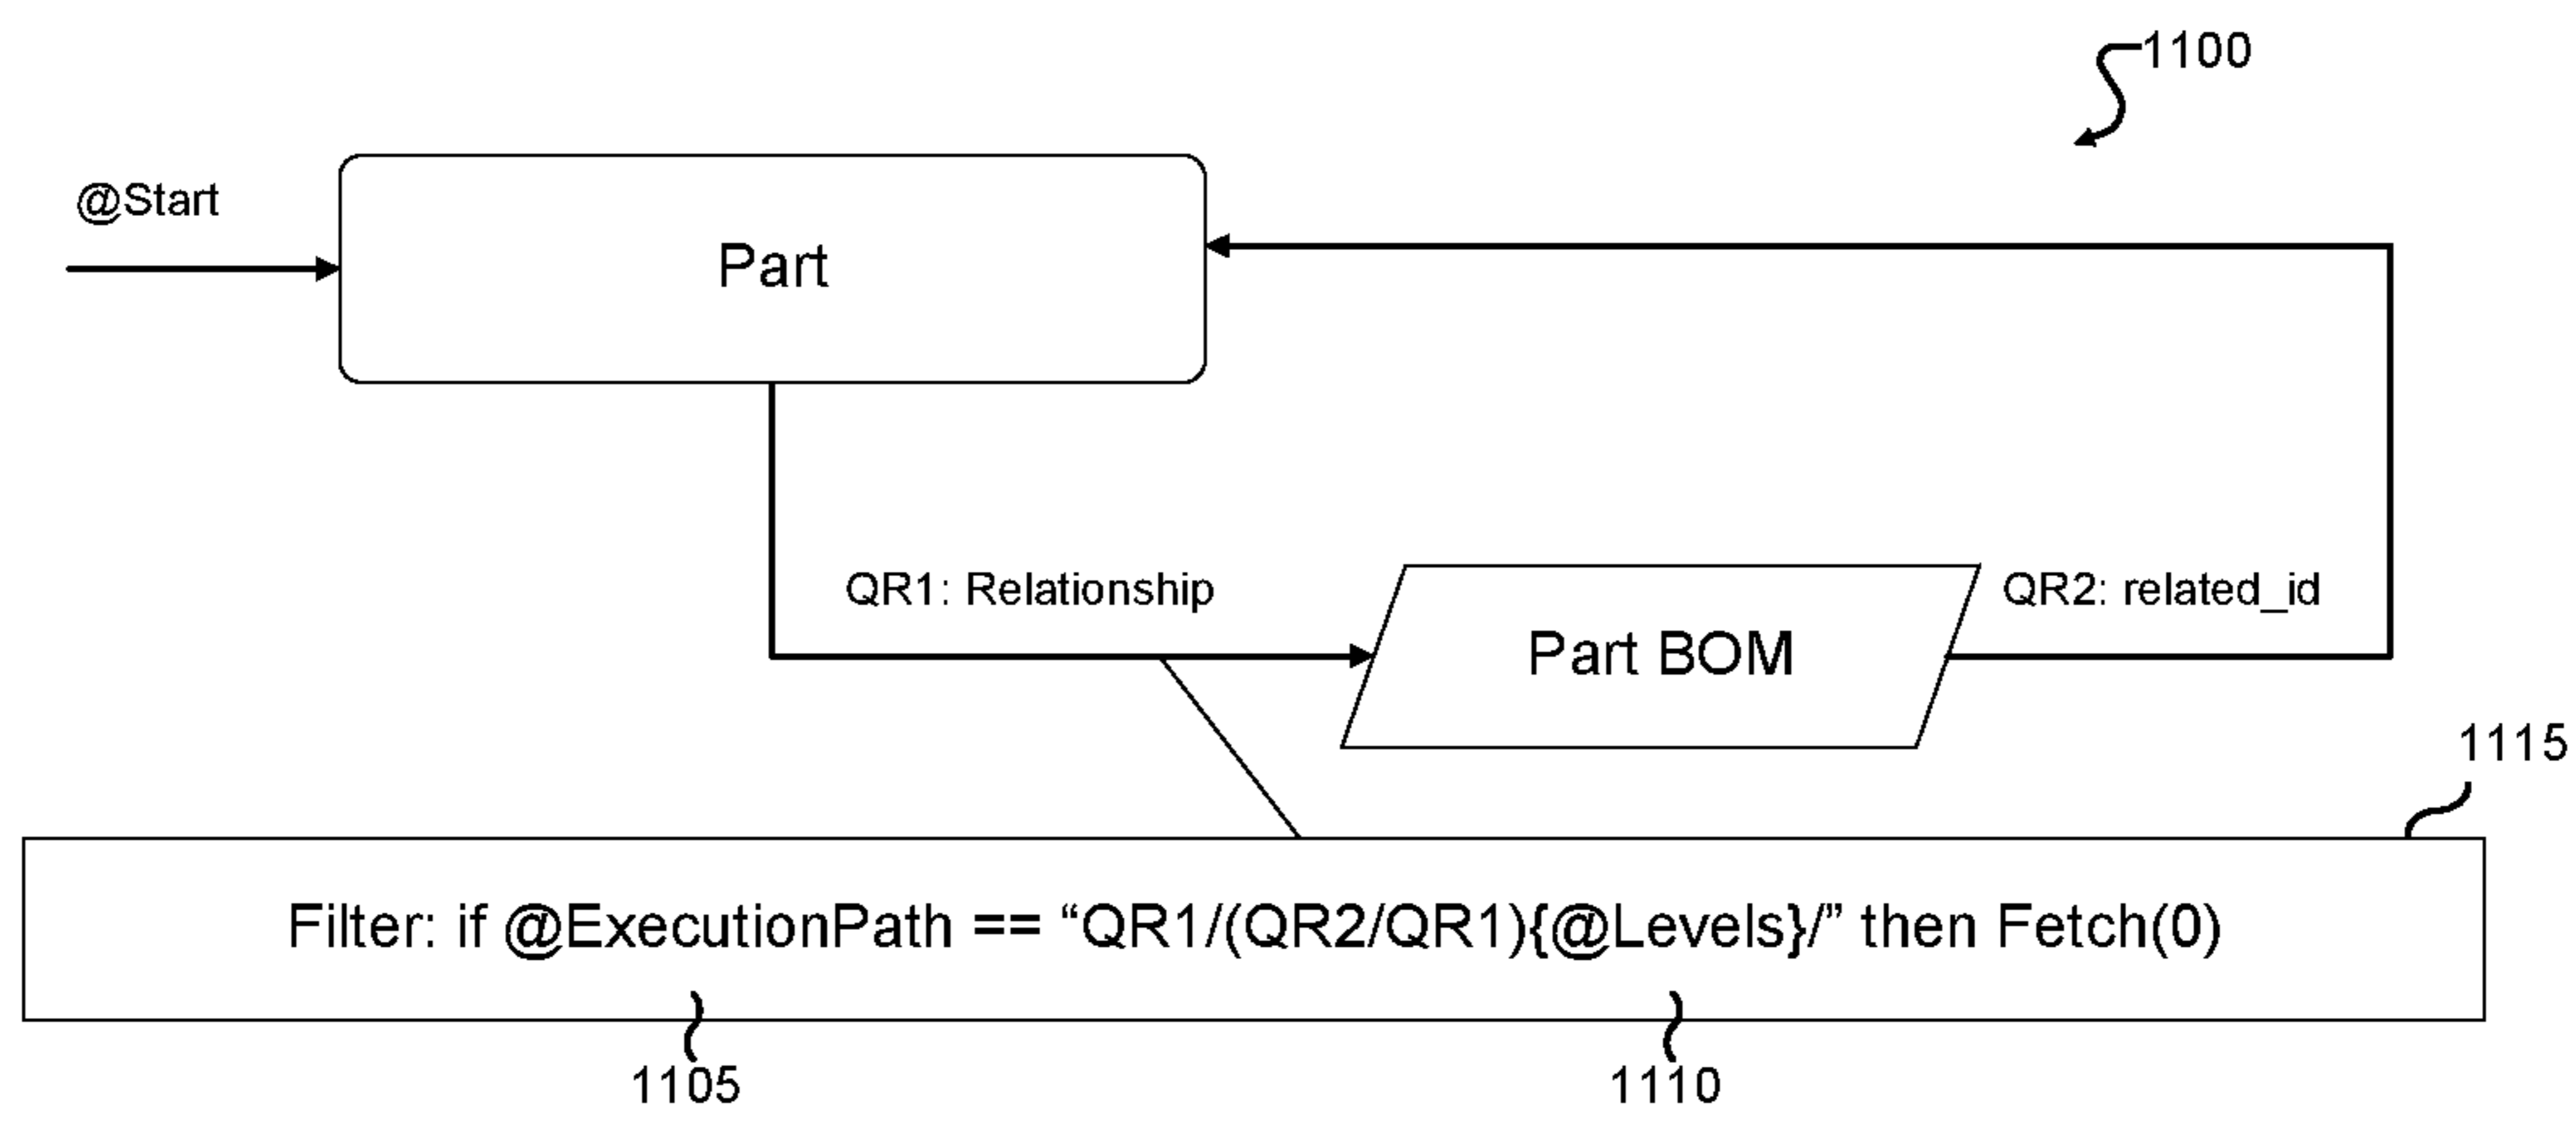 1100
@Start
Part
QR1: Relationship
Part BOM
QR2: related_id
1115
Filter: if @ExecutionPath == “QR1/(QR2/QR1){@Levels}/” then Fetch(0)
1105
1110